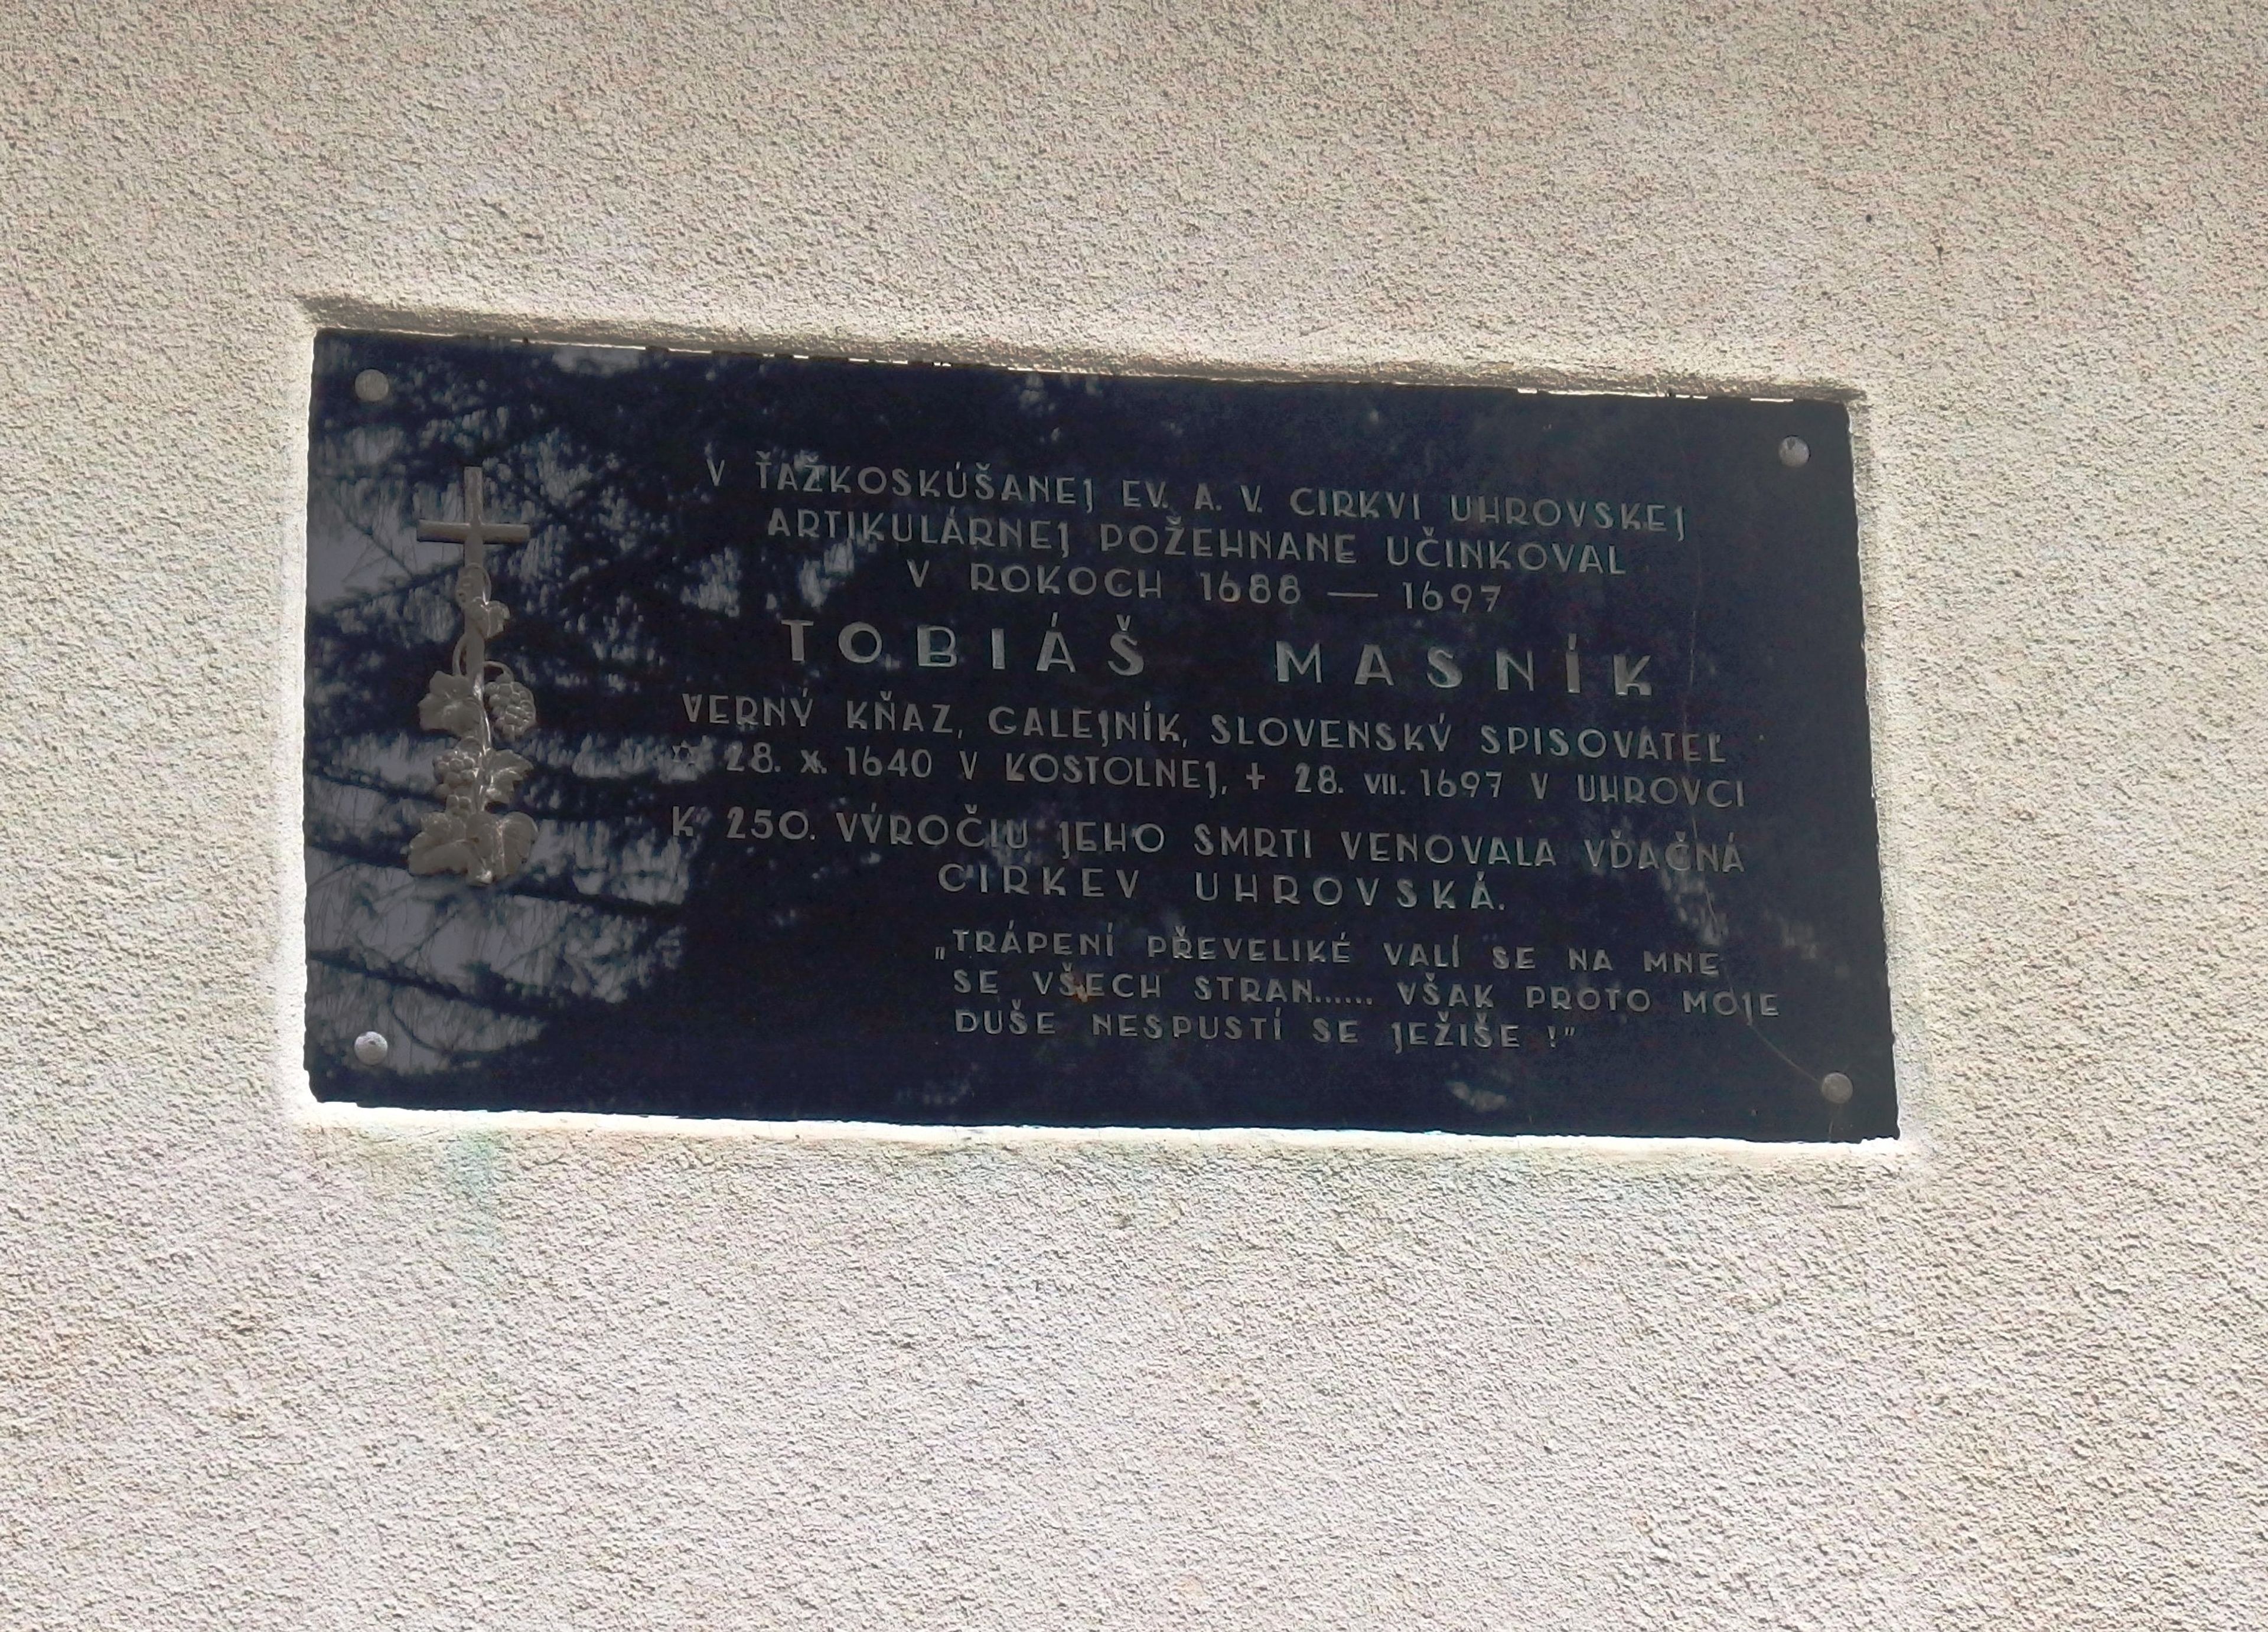 V ŤAŽKOSKÚŠANEJ EV. A. V. CIRKVI UHROVSKEJ
ARTIKULÁRNEJ POŽEHNANE UČINKOVAL
V ROKOCH 1688 — 1697
TOBIÁŠ MASNÍK
VERNÝ KŇAZ, GALEJNÍK, SLOVENSKÝ SPISOVATEĽ
✡ 28. X. 1640 V KOSTOLNEJ, + 28. VII. 1697 V UHROVCI
K 250. VÝROČIU JEHO SMRTI VENOVALA VĎAČNÁ
CIRKEV UHROVSKÁ.
„TRÁPENÍ PŘEVELIKÉ VALÍ SE NA MNE
SE VŠECH STRAN...... VŠAK PROTO MOJE
DUŠE NESPUSTÍ SE JEŽIŠE !"